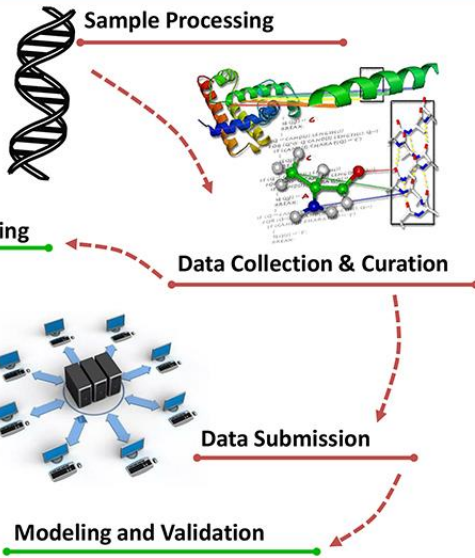 Sample Processing
ing
Data Collection & Curation
Data Submission
Modeling and Validation